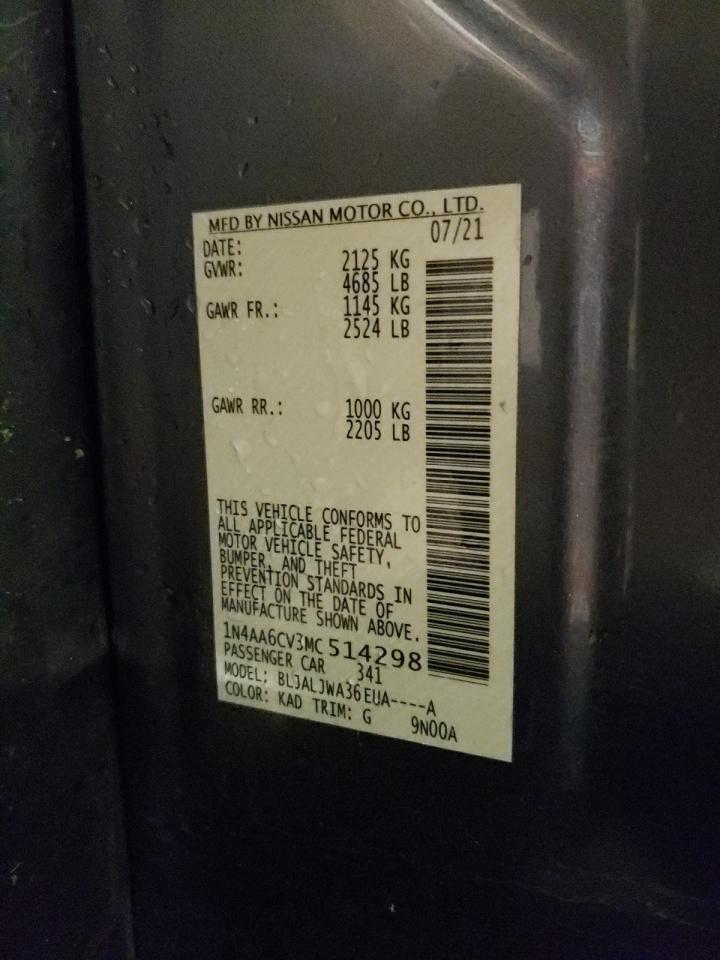 MFD BY NISSAN MOTOR CO., LTD.
DATE: 07/21
GVWR: 2125 KG
4685 LB
GAWR FR.: 1145 KG
2524 LB
GAWR RR.: 1000 KG
2205 LB
THIS VEHICLE CONFORMS TO
ALL APPLICABLE FEDERAL
MOTOR VEHICLE SAFETY,
BUMPER, AND THEFT
PREVENTION STANDARDS IN
EFFECT ON THE DATE OF
MANUFACTURE SHOWN ABOVE.
1N4AA6CV3MC514298
PASSENGER CAR 341
MODEL: BLJALJWA36EUA----A
COLOR: KAD TRIM: G 9N00A